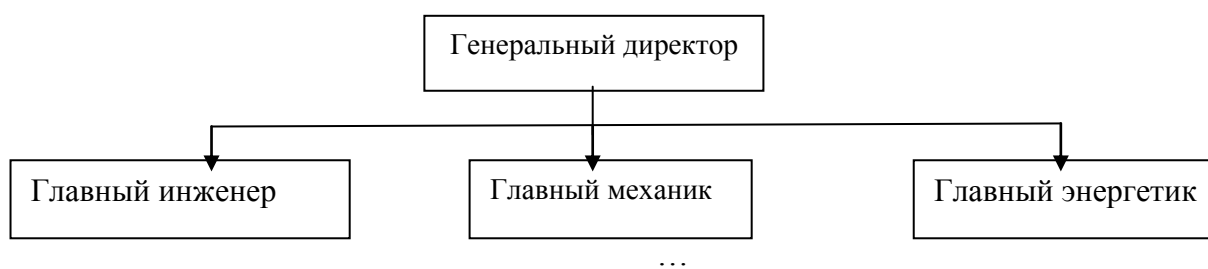 Генеральный директор
Главный инженер
Главный механик
Главный энергетик
…